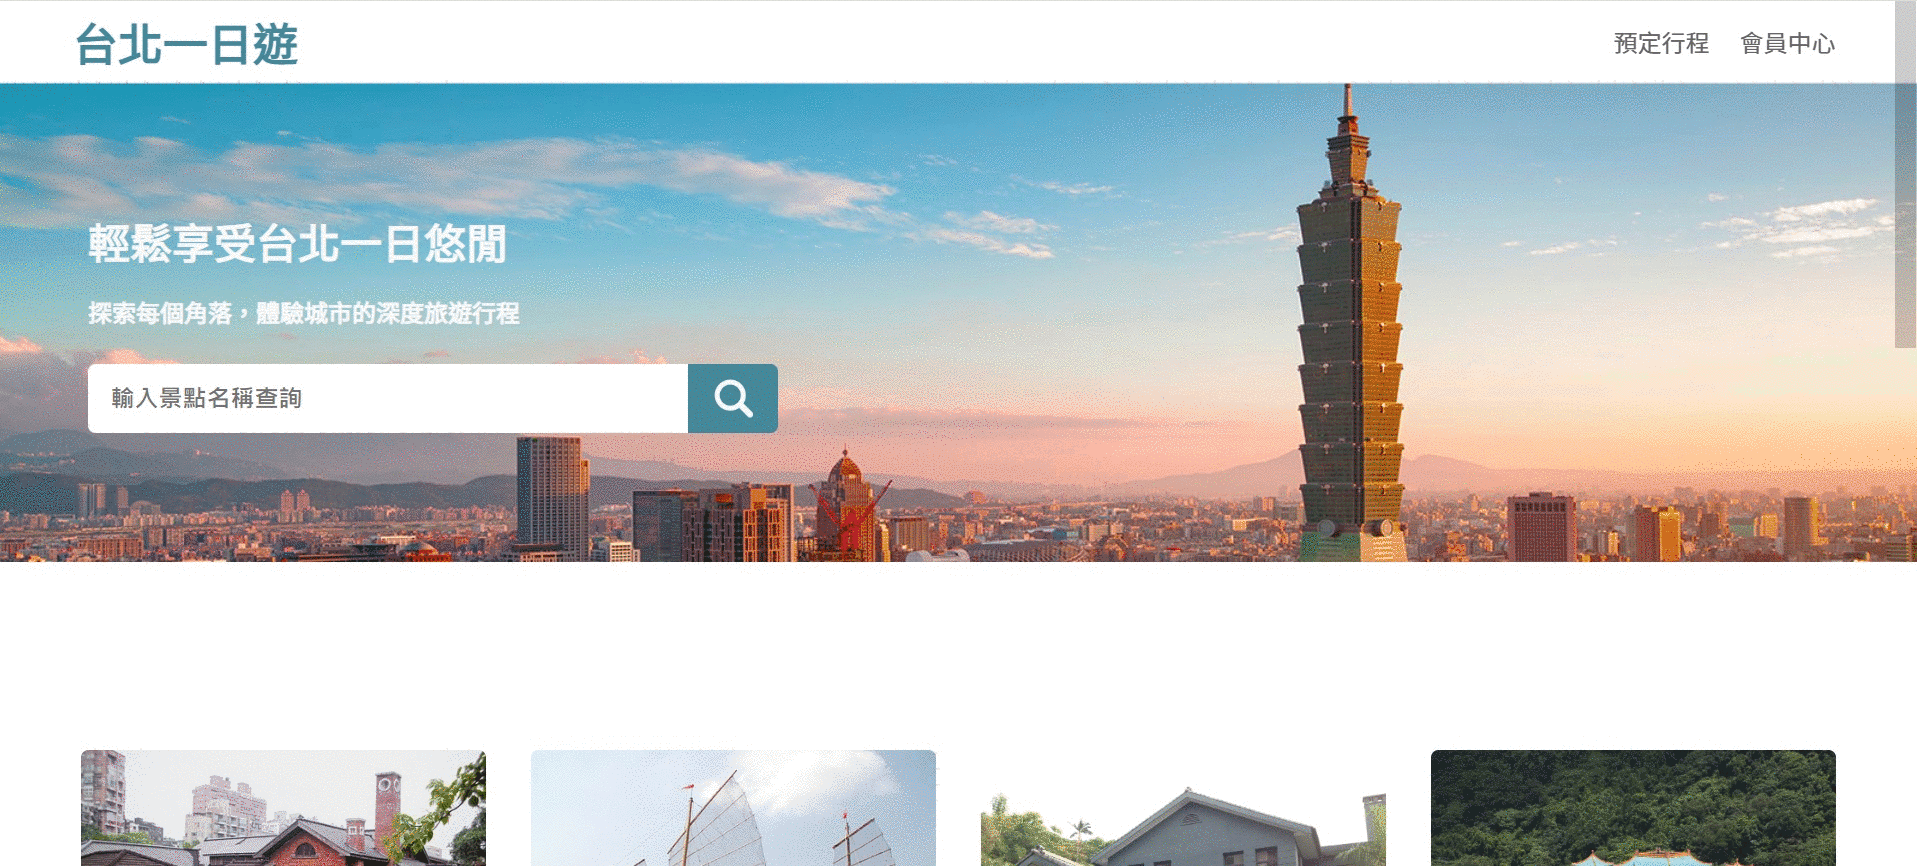 台北一日遊
預定行程 會員中心
輕鬆享受台北一日悠閒
探索每個角落，體驗城市的深度旅遊行程
輸入景點名稱查詢